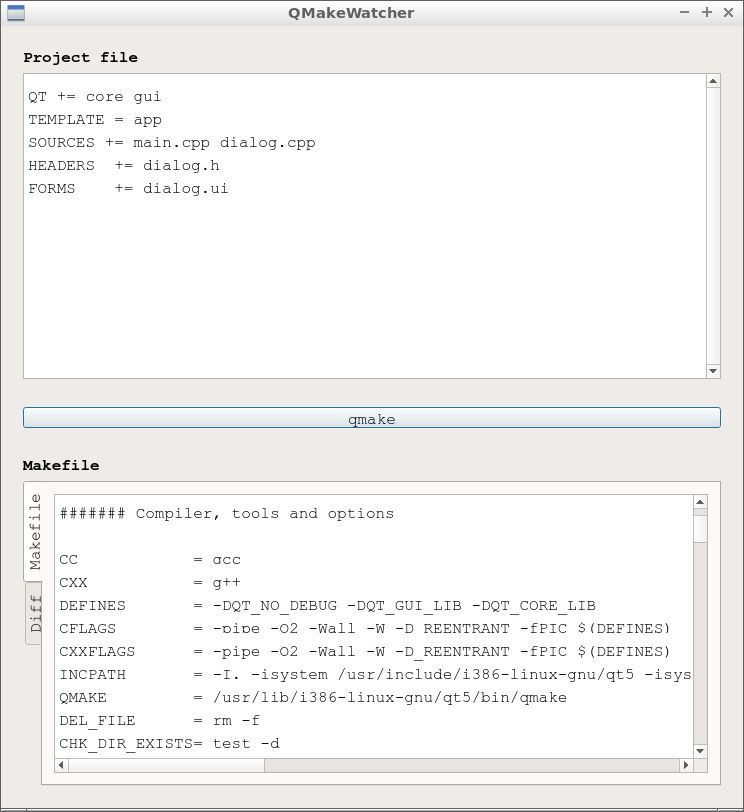 QMakeWatcher
Project file
QT += core gui
TEMPLATE = app
SOURCES += main.cpp dialog.cpp
HEADERS  += dialog.h
FORMS    += dialog.ui
qmake
Makefile
Makefile
Diff
####### Compiler, tools and options
CC            = gcc
CXX           = g++
DEFINES       = -DQT_NO_DEBUG -DQT_GUI_LIB -DQT_CORE_LIB
CFLAGS        = -pipe -O2 -Wall -W -D_REENTRANT -fPIC $(DEFINES)
CXXFLAGS      = -pipe -O2 -Wall -W -D_REENTRANT -fPIC $(DEFINES)
INCPATH       = -I. -isystem /usr/include/i386-linux-gnu/qt5 -isys
QMAKE         = /usr/lib/i386-linux-gnu/qt5/bin/qmake
DEL_FILE      = rm -f
CHK_DIR_EXISTS= test -d